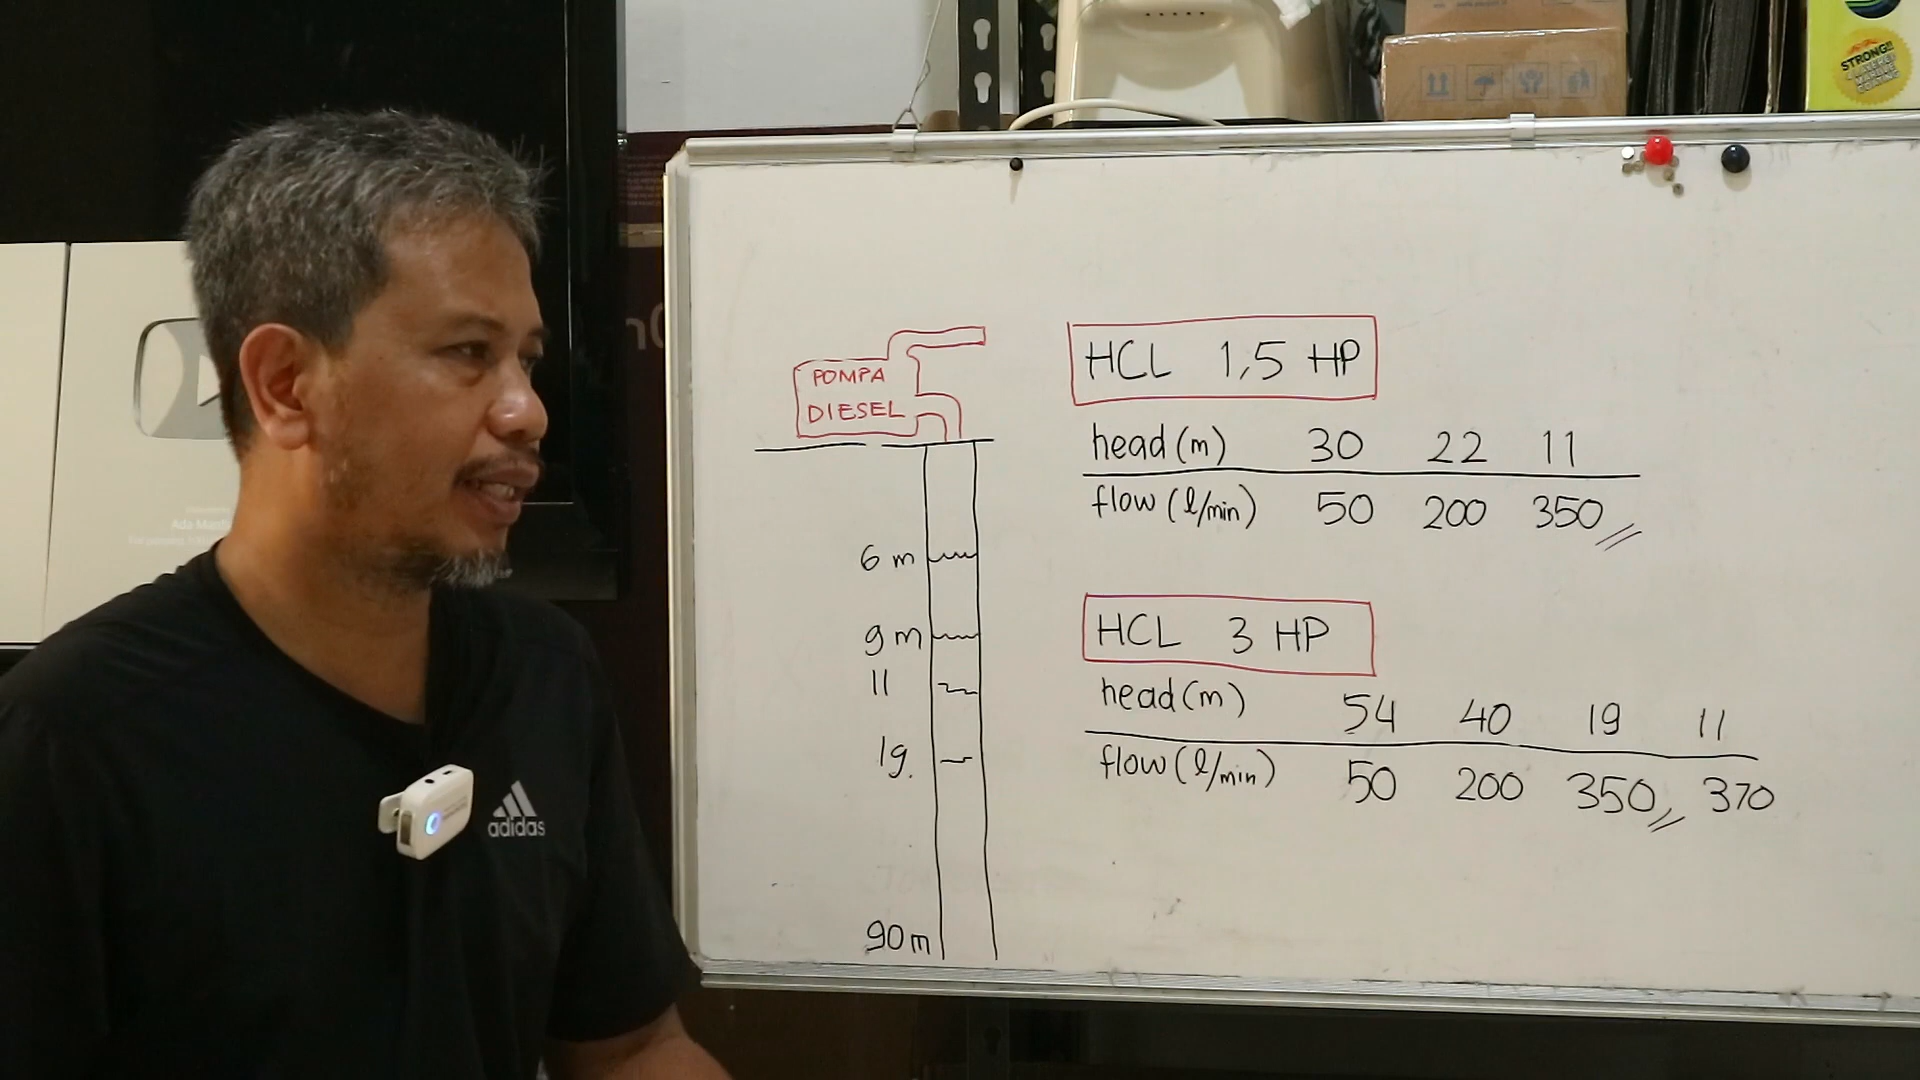 STRONG!!
POMPA
DIESEL
6 m
9 m
11
19.
90 m
HCL 1,5 HP
head (m) 30 22 11
flow (l/min) 50 200 350
HCL 3 HP
head (m) 54 40 19 11
flow (l/min) 50 200 350 370
adidas